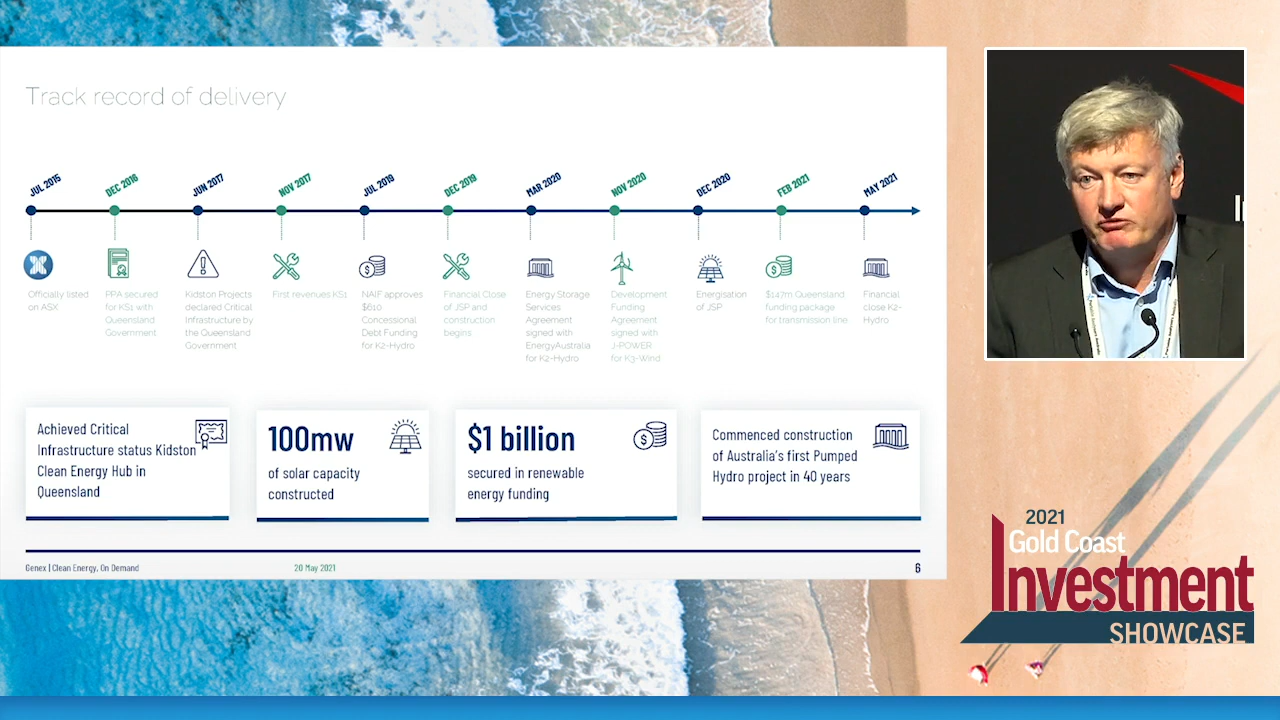 Track record of delivery
JUL 2015
DEC 2016
JUN 2017
NOV 2017
JUL 2019
DEC 2019
MAR 2020
NOV 2020
DEC 2020
FEB 2021
MAY 2021
Officially listed
on ASX
PPA secured
for KS1 with
Queensland
Government
Kidston Projects
declared Critical
Infrastructure by
the Queensland
Government
First revenues KS1
NAIF approves
$610
Concessional
Debt Funding
for K2-Hydro
Financial Close
of JSP and
construction
begins
Energy Storage
Services
Agreement
signed with
EnergyAustralia
for K2-Hydro
Development
Funding
Agreement
signed with
J-POWER
for K3-Wind
Energisation
of JSP
$147m Queensland
funding package
for transmission line
Financial
close K2-
Hydro
Achieved Critical
Infrastructure status Kidston
Clean Energy Hub in
Queensland
100mw
of solar capacity
constructed
$1 billion
secured in renewable
energy funding
Commenced construction
of Australia's first Pumped
Hydro project in 40 years
Genex | Clean Energy, On Demand
20 May 2021
6
2021
Gold Coast
Investment
SHOWCASE